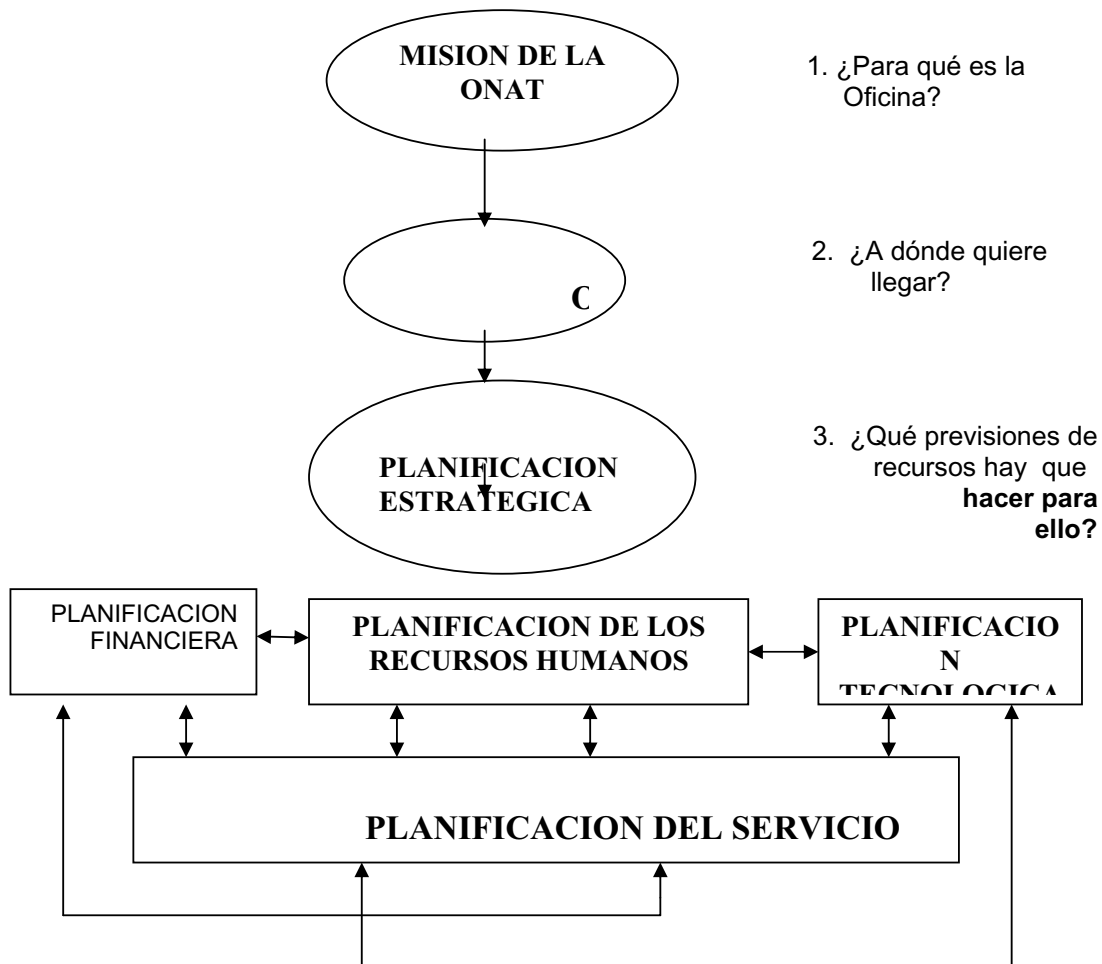 MISION DE LA
ONAT
1. ¿Para qué es la
Oficina?
2. ¿A dónde quiere
llegar?
3. ¿Qué previsiones de
recursos hay que
hacer para
ello?
PLANIFICACION
ESTRATEGICA
PLANIFICACION
FINANCIERA
PLANIFICACION DE LOS
RECURSOS HUMANOS
PLANIFICACIO
N
TECNOLOGICA
PLANIFICACION DEL SERVICIO